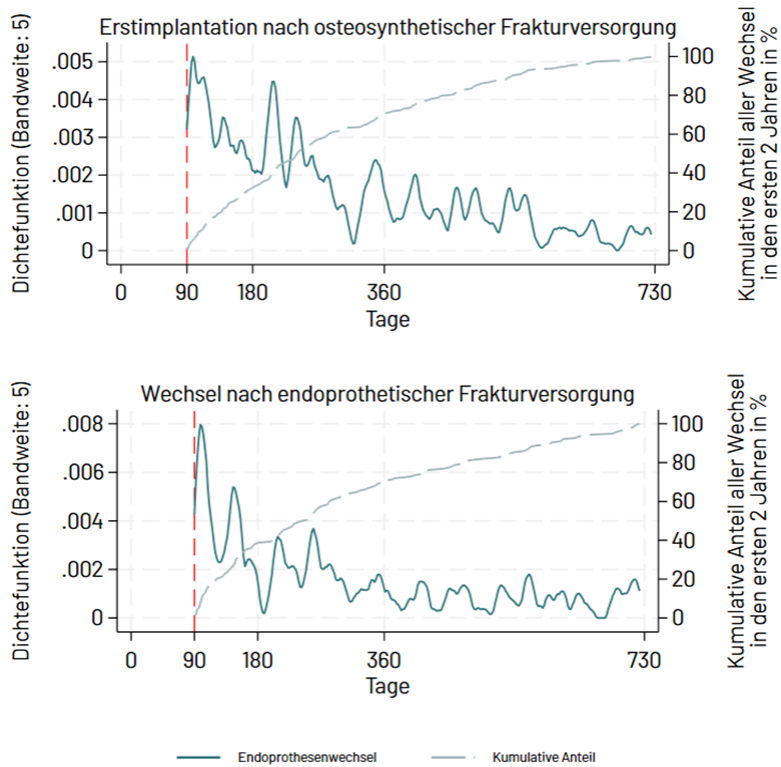 Erstimplantation nach osteosynthetischer Frakturversorgung
Dichtefunktion (Bandweite: 5)
.005
.004
.003
.002
.001
0
100
80
60
40
20
0
Kumulative Anteil aller Wechsel
in den ersten 2 Jahren in %
0 90 180 360 730
Tage
Wechsel nach endoprothetischer Frakturversorgung
Dichtefunktion (Bandweite: 5)
.008
.006
.004
.002
0
100
80
60
40
20
0
Kumulative Anteil aller Wechsel
in den ersten 2 Jahren in %
0 90 180 360 730
Tage
Endoprothesenwechsel Kumulative Anteil